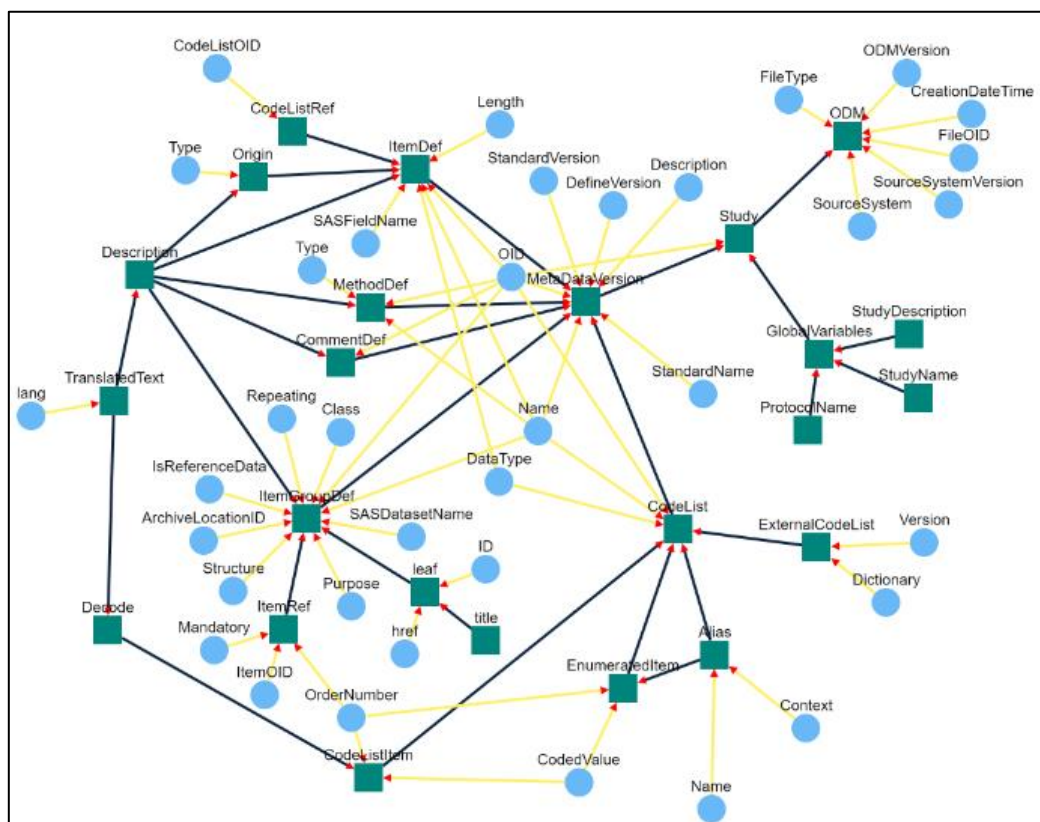 CodeListOID
ODMVersion
FileType
CreationDateTime
CodeListRef
Length
ODM
ItemDef
FileOID
Type
Origin
StandardVersion
Description
DefineVersion
SourceSystemVersion
SASFieldName
Study
SourceSystem
Description
Type
OID
MethodDef
MetaDataVersion
StudyDescription
CommentDef
GlobalVariables
TranslatedText
StandardName
StudyName
lang
Repeating
Class
Name
ProtocolName
IsReferenceData
DataType
ItemGroupDef
SASDatasetName
CodeList
ExternalCodeList
Version
ArchiveLocationID
ID
Structure
Purpose
leaf
Dictionary
Decode
ItemRef
title
Mandatory
href
Alias
ItemOID
EnumeratedItem
OrderNumber
Context
CodeListItem
CodedValue
Name